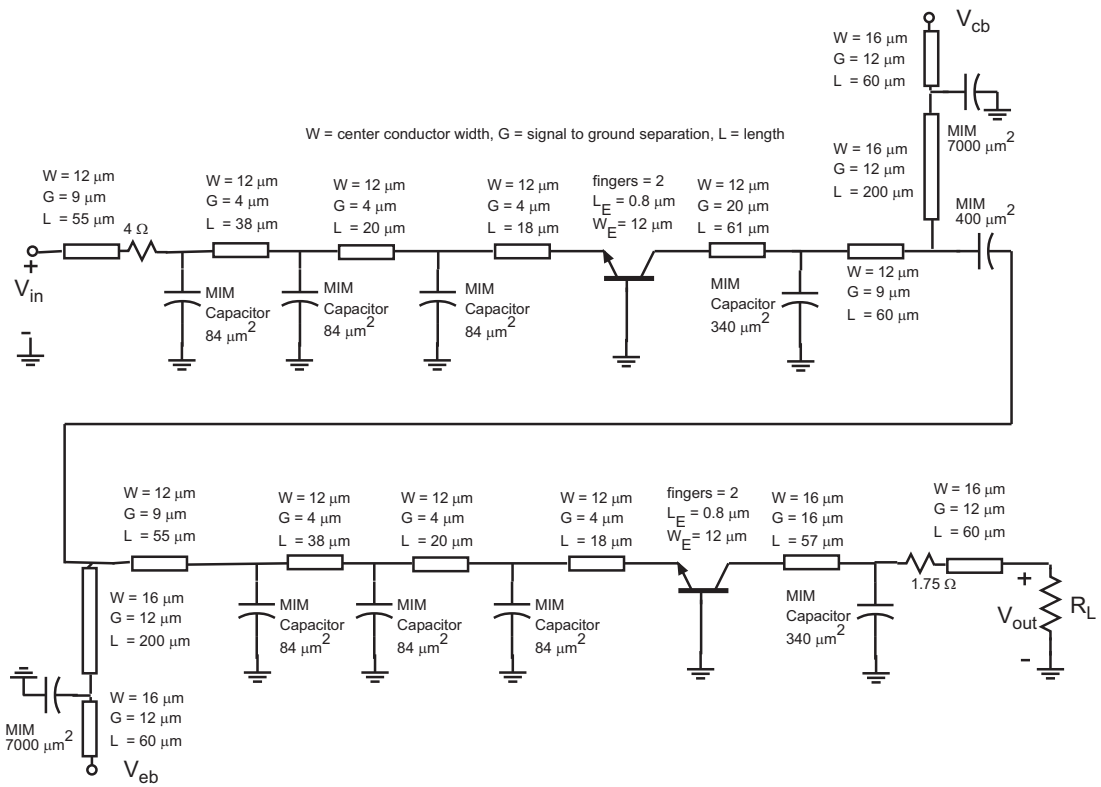 V_cb
W = 16 μm
G = 12 μm
L = 60 μm
MIM
7000 μm²
W = center conductor width, G = signal to ground separation, L = length
W = 16 μm
G = 12 μm
L = 200 μm
MIM
400 μm²
W = 12 μm
G = 9 μm
L = 55 μm
4 Ω
W = 12 μm
G = 4 μm
L = 38 μm
W = 12 μm
G = 4 μm
L = 20 μm
W = 12 μm
G = 4 μm
L = 18 μm
fingers = 2
L_E = 0.8 μm
W_E = 12 μm
W = 12 μm
G = 20 μm
L = 61 μm
+
V_in
-
MIM
Capacitor
84 μm²
MIM
Capacitor
84 μm²
MIM
Capacitor
84 μm²
MIM
Capacitor
340 μm²
W = 12 μm
G = 9 μm
L = 60 μm
W = 12 μm
G = 9 μm
L = 55 μm
W = 12 μm
G = 4 μm
L = 38 μm
W = 12 μm
G = 4 μm
L = 20 μm
W = 12 μm
G = 4 μm
L = 18 μm
fingers = 2
L_E = 0.8 μm
W_E = 12 μm
W = 16 μm
G = 16 μm
L = 57 μm
W = 16 μm
G = 12 μm
L = 60 μm
1.75 Ω
+
V_out
-
R_L
W = 16 μm
G = 12 μm
L = 200 μm
MIM
Capacitor
84 μm²
MIM
Capacitor
84 μm²
MIM
Capacitor
84 μm²
MIM
Capacitor
340 μm²
MIM
7000 μm²
W = 16 μm
G = 12 μm
L = 60 μm
V_eb